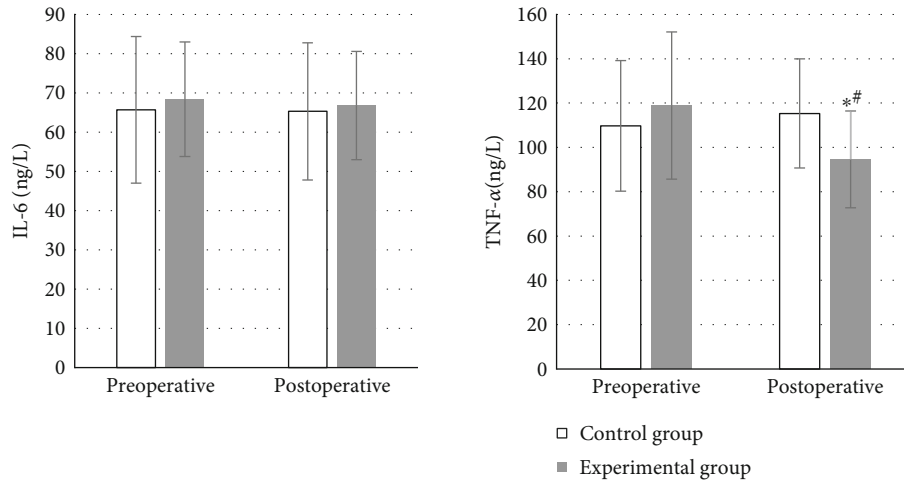 IL-6 (ng/L)
90
80
70
60
50
40
30
20
10
0
Preoperative
Postoperative
TNF-α(ng/L)
160
140
120
100
80
60
40
20
0
*#
Preoperative
Postoperative
Control group
Experimental group